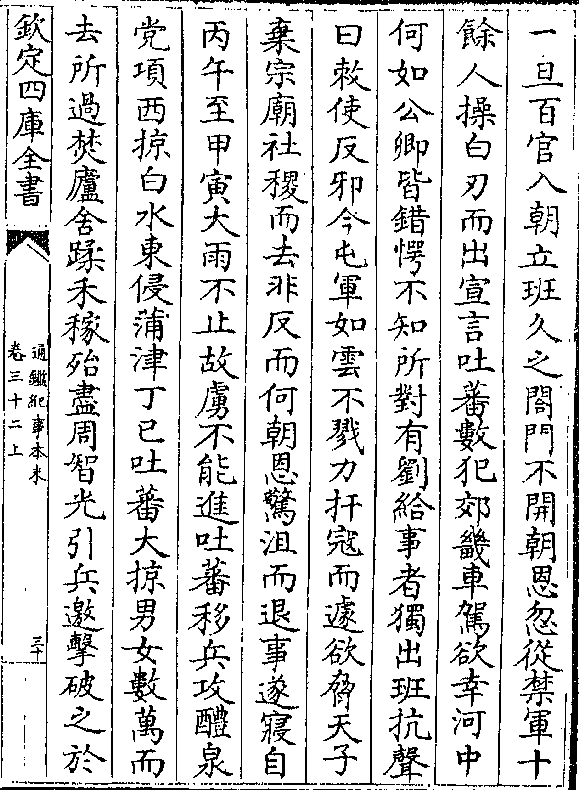 一旦百官入朝立班久之閤門不開朝恩忽從禁軍十
餘人操白刃而出宣言吐蕃數犯郊畿車駕欲幸河中
何如公卿皆錯愕不知所對有劉給事者獨出班抗聲
曰敕使反邪今屯軍如雲不戮力扞寇而遽欲脅天子
棄宗廟社稷而去非反而何朝恩驚沮而退事遂寢自
丙午至甲寅大雨不止故虜不能進吐蕃移兵攻醴泉
党項西掠白水東侵蒲津丁巳吐蕃大掠男女數萬而
去所過焚廬舍蹂禾稼殆盡周智光引兵邀擊破之於
欽定四庫全書
通鑑紀事本末
卷三十二上
三十